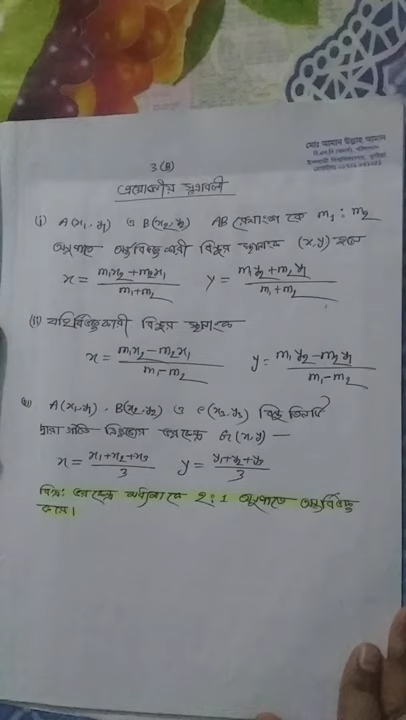 মোঃ আমান উল্লাহ আমান
3(B)
প্রয়োজনীয় সূত্রাবলী
(i) A(x₁, y₁) ও B(x₂, y₂) AB রেখাংশ কে m₁ : m₂
অনুপাতে অন্তর্বিভক্তকারী বিন্দুর স্থানাংক (x, y) হলে
x = (m₁x₂ + m₂x₁)/(m₁+m₂) y = (m₁y₂ + m₂y₁)/(m₁+m₂)
(ii) বহির্বিভক্তকারী বিন্দুর স্থানাংক
x = (m₁x₂ − m₂x₁)/(m₁−m₂) y = (m₁y₂ − m₂y₁)/(m₁−m₂)
A(x₁, y₁), B(x₂, y₂) ও C(x₃, y₃) বিন্দু তিনটি
দ্বারা গঠিত ত্রিভুজের ভরকেন্দ্র G(x, y) —
x = (x₁+x₂+x₃)/3 y = (y₁+y₂+y₃)/3
বিদ্র: ভরকেন্দ্র মধ্যমাকে 2:1 অনুপাতে অন্তর্বিভক্ত
করে।